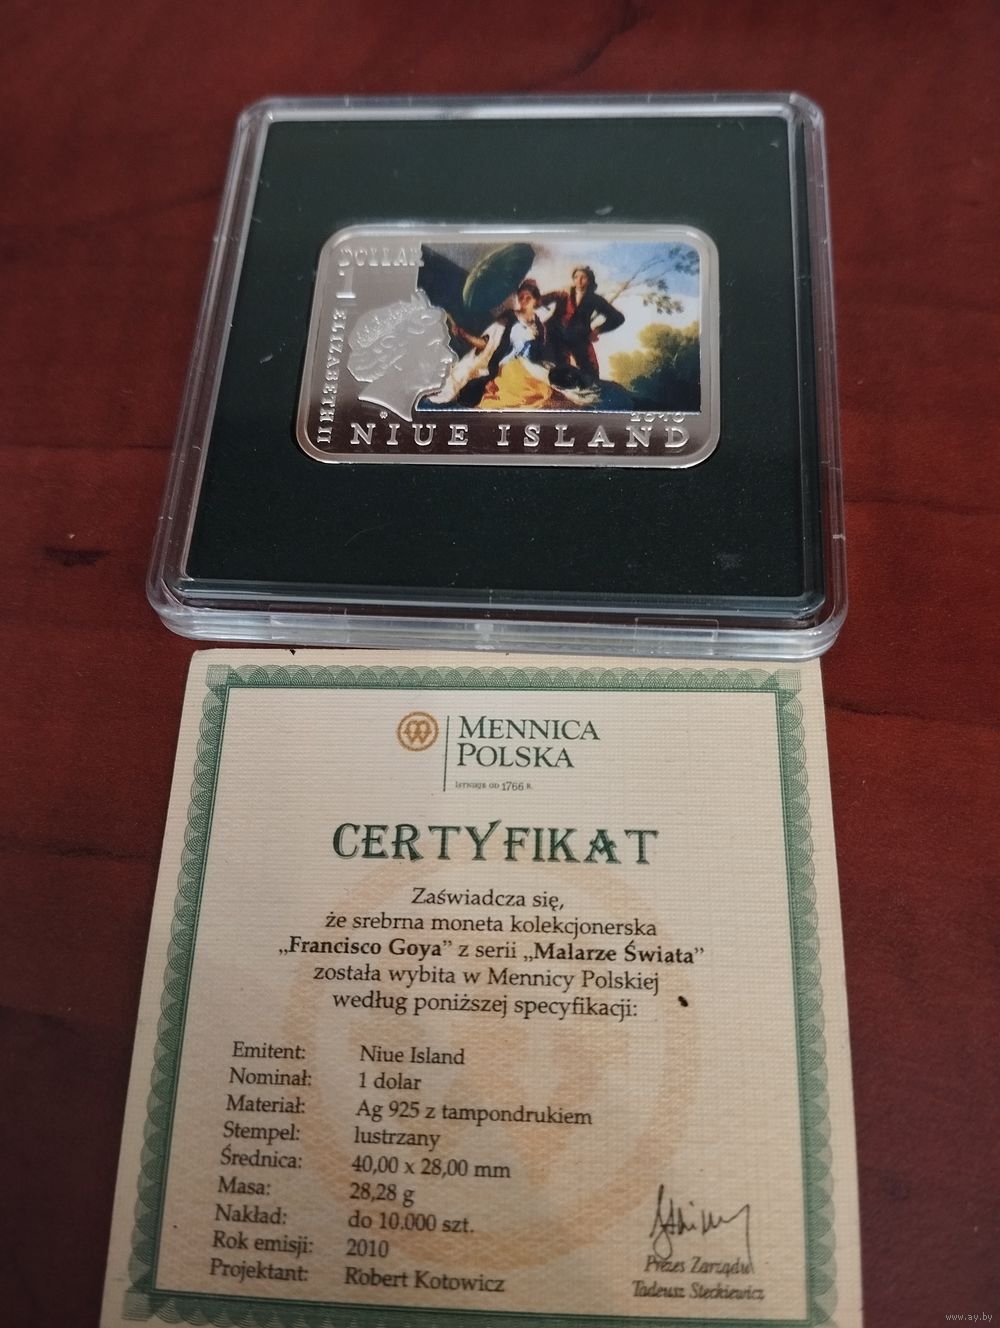 DOLLAR
1
ELIZABETH II
2010
NIUE ISLAND
MENNICA
POLSKA
ISTNIEJE OD 1766 R.
CERTYFIKAT
Zaświadcza się,
że srebrna moneta kolekcjonerska
„Francisco Goya” z serii „Malarze Świata”
została wybita w Mennicy Polskiej
według poniższej specyfikacji:
Emitent: Niue Island
Nominał: 1 dolar
Materiał: Ag 925 z tampondrukiem
Stempel: lustrzany
Średnica: 40,00 x 28,00 mm
Masa: 28,28 g
Nakład: do 10.000 szt.
Rok emisji: 2010
Projektant: Robert Kotowicz
Prezes Zarządu
Tadeusz Steckiewicz
www.ay.by